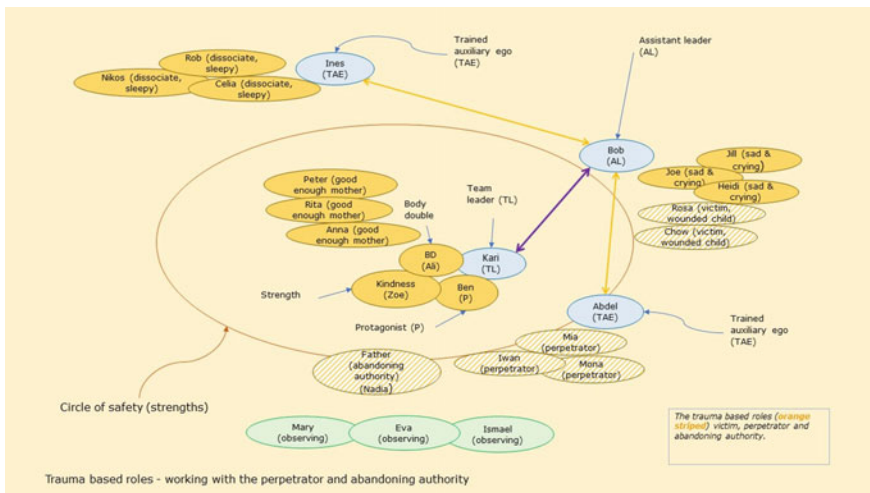 Trained
auxiliary ego
(TAE)
Assistant leader
(AL)
Rob (dissociate,
sleepy)
Nikos (dissociate,
sleepy)
Celia (dissociate,
sleepy)
Ines
(TAE)
Bob
(AL)
Jill (sad &
crying)
Joe (sad &
crying)
Heidi (sad &
crying)
Rosa (victim,
wounded child)
Chow (victim,
wounded child)
Peter (good
enough mother)
Rita (good
enough mother)
Anna (good
enough mother)
Body
double
Team
leader (TL)
BD
(Ali)
Kari
(TL)
Kindness
(Zoe)
Ben
(P)
Strength
Protagonist (P)
Abdel
(TAE)
Trained
auxiliary ego
(TAE)
Mia
(perpetrator)
Iwan
(perpetrator)
Mona
(perpetrator)
Father
(abandoning
authority)
(Nadia)
Circle of safety (strengths)
Mary
(observing)
Eva
(observing)
Ismael
(observing)
The trauma based roles (orange
striped) victim, perpetrator and
abandoning authority.
Trauma based roles - working with the perpetrator and abandoning authority